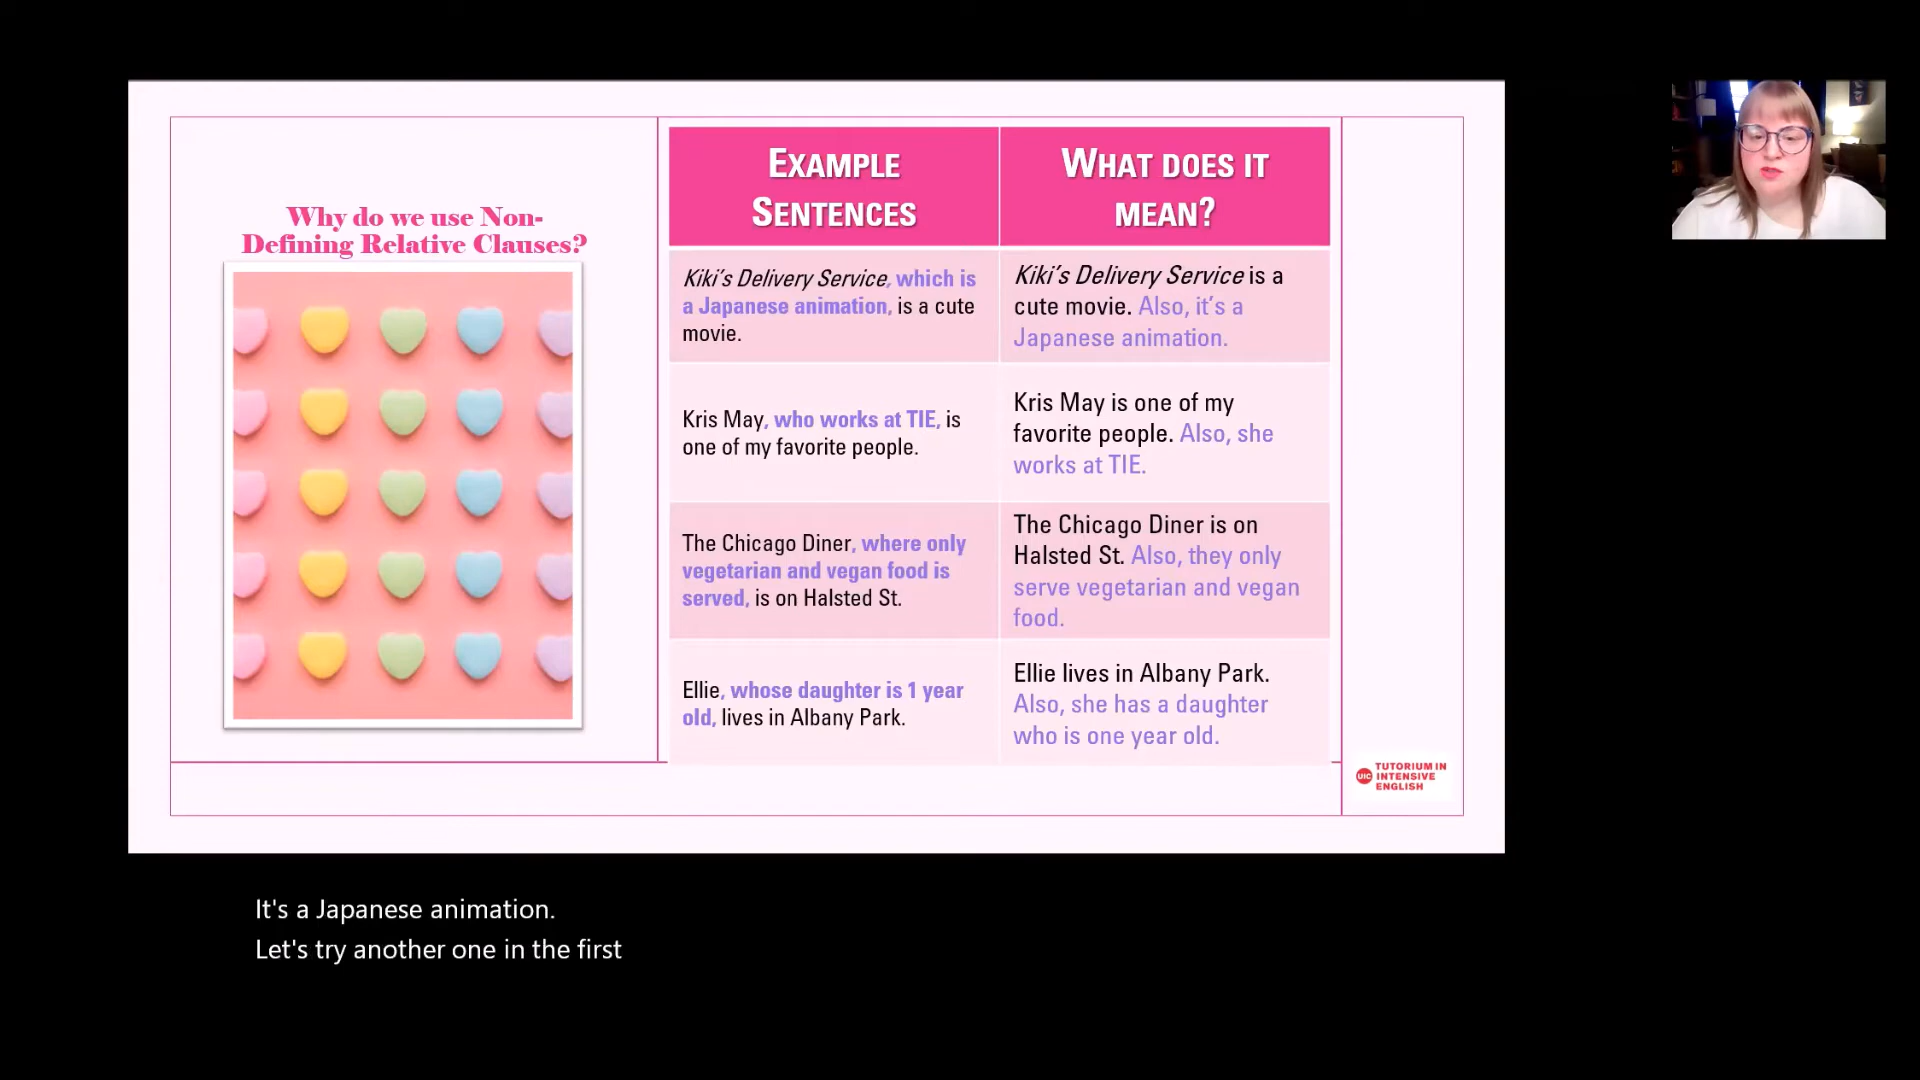 Why do we use Non-
Defining Relative Clauses?
EXAMPLE
SENTENCES
WHAT DOES IT
MEAN?
Kiki's Delivery Service, which is
a Japanese animation, is a cute
movie.
Kiki's Delivery Service is a
cute movie. Also, it's a
Japanese animation.
Kris May, who works at TIE, is
one of my favorite people.
Kris May is one of my
favorite people. Also, she
works at TIE.
The Chicago Diner, where only
vegetarian and vegan food is
served, is on Halsted St.
The Chicago Diner is on
Halsted St. Also, they only
serve vegetarian and vegan
food.
Ellie, whose daughter is 1 year
old, lives in Albany Park.
Ellie lives in Albany Park.
Also, she has a daughter
who is one year old.
UIC
TUTORIUM IN
INTENSIVE
ENGLISH
It's a Japanese animation.
Let's try another one in the first